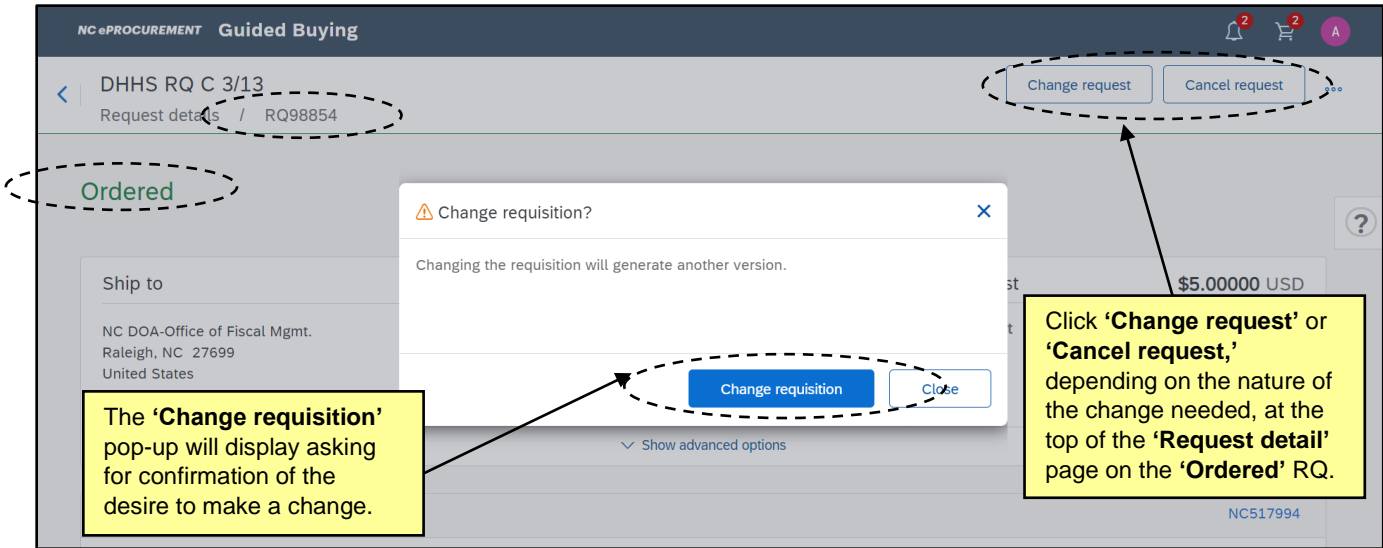 NC ePROCUREMENT Guided Buying
2
2
A
DHHS RQ C 3/13
Change request
Cancel request
Request details / RQ98854
Ordered
Change requisition?
?
Changing the requisition will generate another version.
Ship to
st
$5.00000 USD
NC DOA-Office of Fiscal Mgmt.
t
Raleigh, NC 27699
United States
Change requisition
Close
Click ‘Change request’ or
‘Cancel request,’
depending on the nature of
the change needed, at the
top of the ‘Request detail’
page on the ‘Ordered’ RQ.
The ‘Change requisition’
pop-up will display asking
for confirmation of the
desire to make a change.
Show advanced options
NC517994